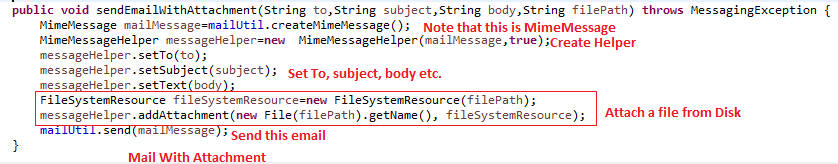 public void sendEmailWithAttachment(String to,String subject,String body,String filePath) throws MessagingException {
MimeMessage mailMessage=mailUtil.createMimeMessage(); Note that this is MimeMessage
MimeMessageHelper messageHelper=new MimeMessageHelper(mailMessage,true);Create Helper
messageHelper.setTo(to);
messageHelper.setSubject(subject); Set To, subject, body etc.
messageHelper.setText(body);
FileSystemResource fileSystemResource=new FileSystemResource(filePath);
messageHelper.addAttachment(new File(filePath).getName(), fileSystemResource); Attach a file from Disk
mailUtil.send(mailMessage); Send this email
}
Mail With Attachment